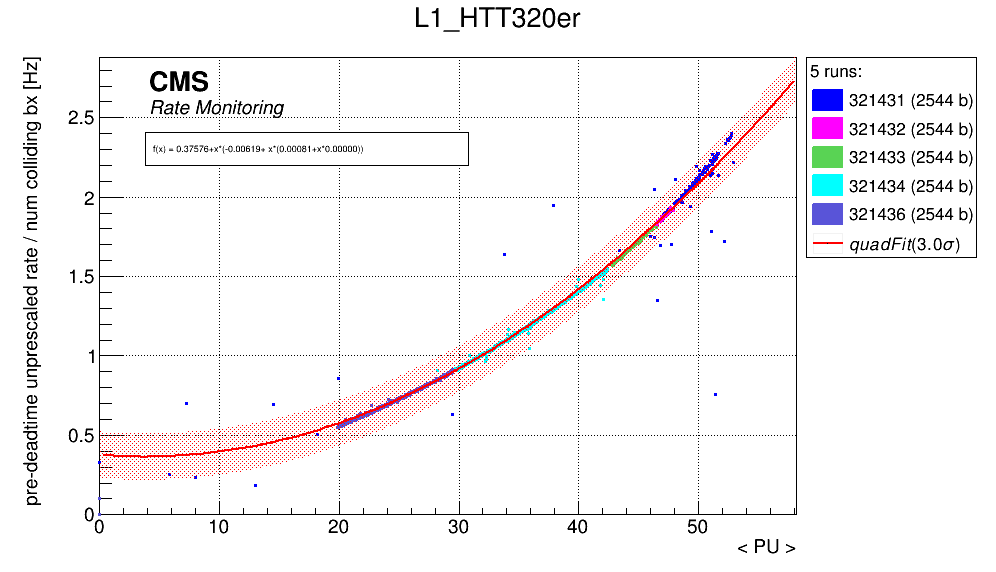 L1_HTT320er
pre-deadtime unprescaled rate / num colliding bx [Hz]
CMS
Rate Monitoring
f(x) = 0.37576+x*(-0.00619+ x*(0.00081+x*0.00000))
2.5
2
1.5
1
0.5
0
0 10 20 30 40 50
< PU >
5 runs:
321431 (2544 b)
321432 (2544 b)
321433 (2544 b)
321434 (2544 b)
321436 (2544 b)
quadFit(3.0σ)